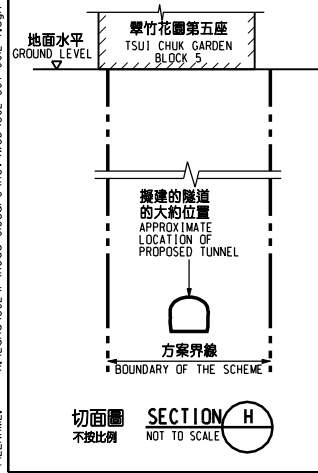 翠竹花園第五座
TSUI CHUK GARDEN
BLOCK 5
地面水平
GROUND LEVEL
擬建的隧道
的大約位置
APPROXIMATE
LOCATION OF
PROPOSED TUNNEL
方案界線
BOUNDARY OF THE SCHEME
切面圖 SECTION H
不按比例 NOT TO SCALE